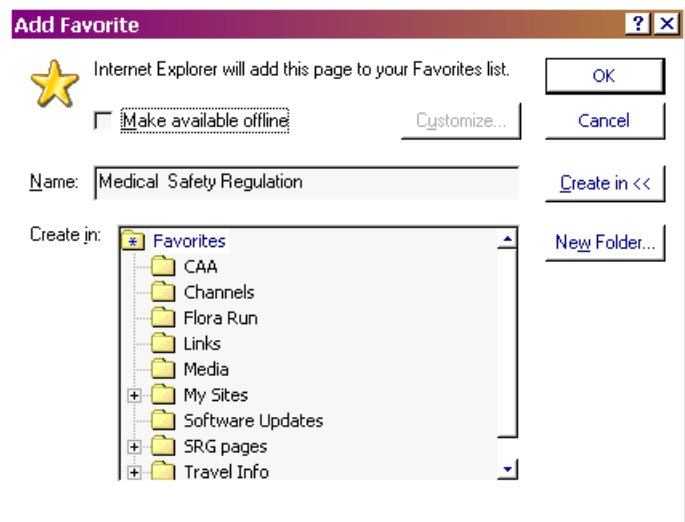 Add Favorite
Internet Explorer will add this page to your Favorites list.
OK
Make available offline
Customize...
Cancel
Name:
Medical Safety Regulation
Create in <<
Create in:
Favorites
New Folder...
CAA
Channels
Flora Run
Links
Media
My Sites
Software Updates
SRG pages
Travel Info